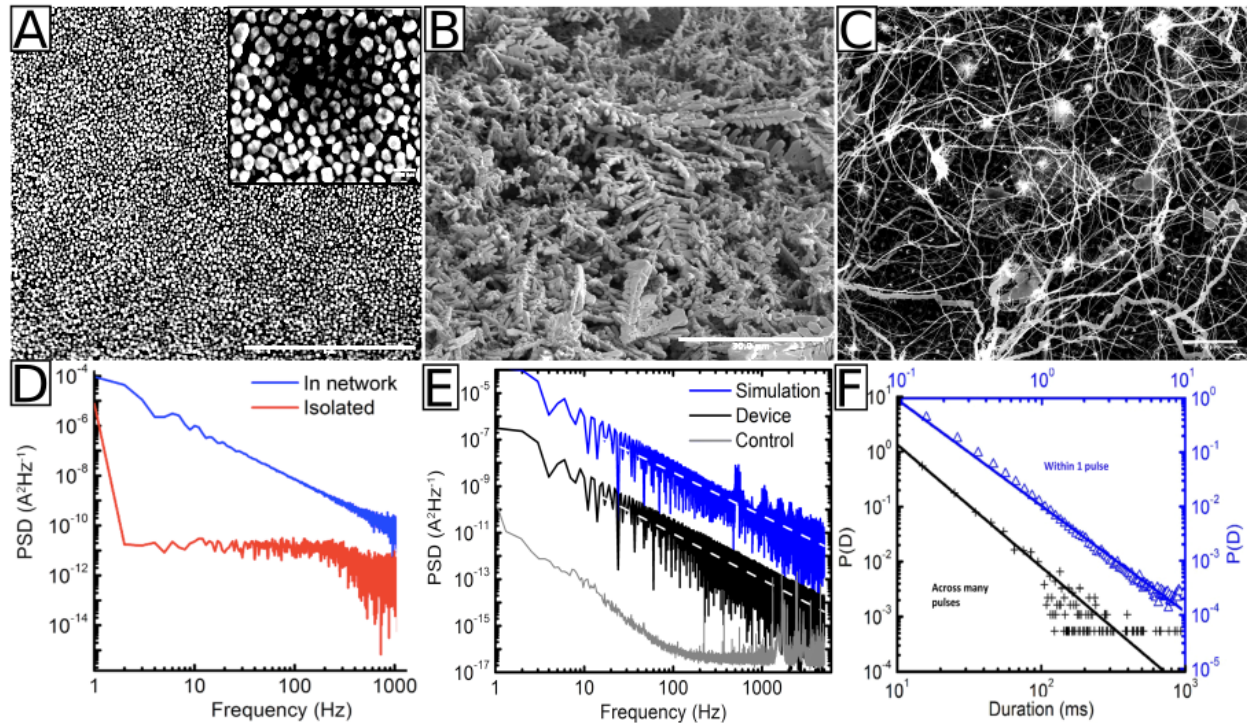 A
B
C
30.0 µm
D
10⁻⁴
10⁻⁶
10⁻⁸
10⁻¹⁰
10⁻¹²
10⁻¹⁴
PSD (A²Hz⁻¹)
In network
Isolated
1
10
100
1000
Frequency (Hz)
E
10⁻⁵
10⁻⁷
10⁻⁹
10⁻¹¹
10⁻¹³
10⁻¹⁵
10⁻¹⁷
PSD (A²Hz⁻¹)
Simulation
Device
Control
1
10
100
1000
Frequency (Hz)
F
10⁻¹
10⁰
10¹
10¹
10⁰
10⁻¹
10⁻²
10⁻³
10⁻⁴
P(D)
Within 1 pulse
Across many
pulses
10⁰
10⁻¹
10⁻²
10⁻³
10⁻⁴
10⁻⁵
P(D)
10¹
10²
10³
Duration (ms)